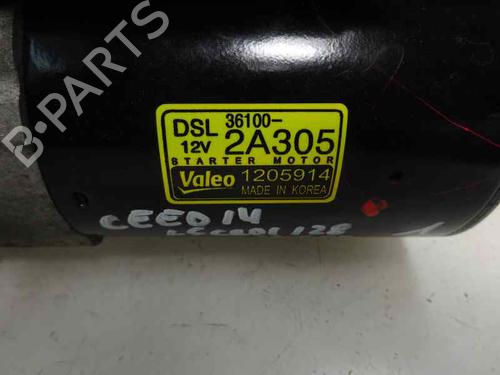 B-PARTS
DSL 36100-
12V 2A305
STARTER MOTOR
Valeo 1205914
MADE IN KOREA
CEED 14